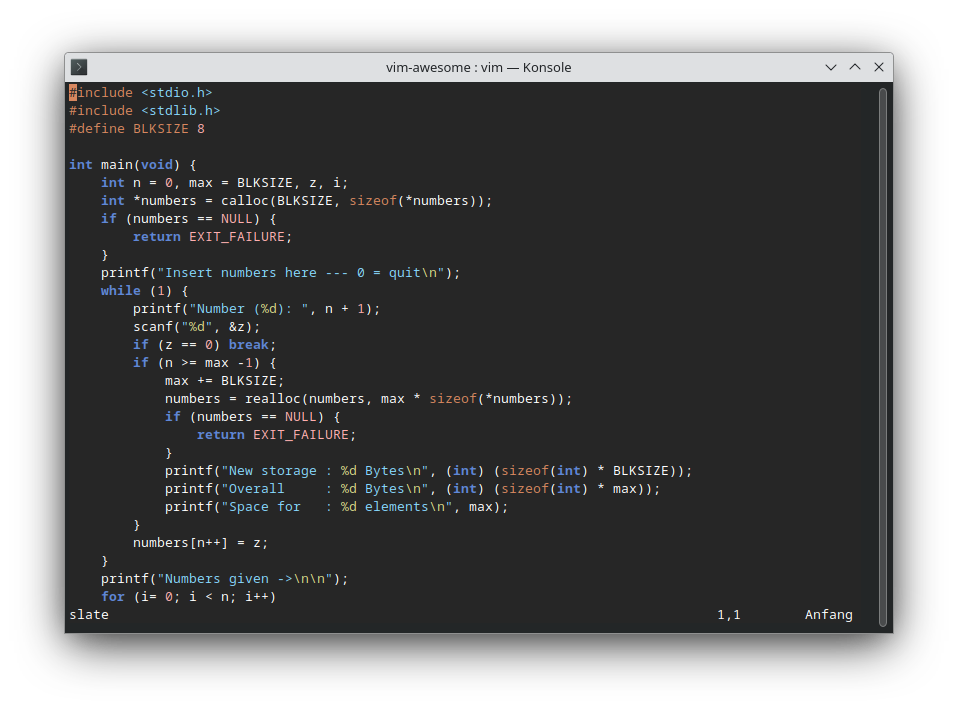 vim-awesome : vim — Konsole
#include <stdio.h>
#include <stdlib.h>
#define BLKSIZE 8

int main(void) {
    int n = 0, max = BLKSIZE, z, i;
    int *numbers = calloc(BLKSIZE, sizeof(*numbers));
    if (numbers == NULL) {
        return EXIT_FAILURE;
    }
    printf("Insert numbers here --- 0 = quit\n");
    while (1) {
        printf("Number (%d): ", n + 1);
        scanf("%d", &z);
        if (z == 0) break;
        if (n >= max -1) {
            max += BLKSIZE;
            numbers = realloc(numbers, max * sizeof(*numbers));
            if (numbers == NULL) {
                return EXIT_FAILURE;
            }
            printf("New storage : %d Bytes\n", (int) (sizeof(int) * BLKSIZE));
            printf("Overall     : %d Bytes\n", (int) (sizeof(int) * max));
            printf("Space for   : %d elements\n", max);
        }
        numbers[n++] = z;
    }
    printf("Numbers given ->\n\n");
    for (i= 0; i < n; i++)
slate 1,1 Anfang